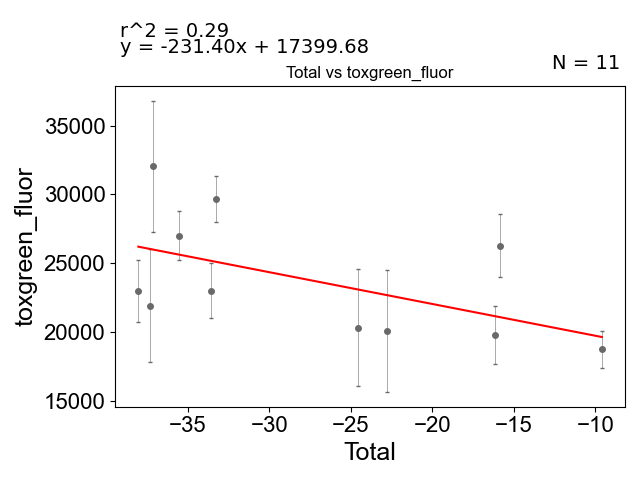 r^2 = 0.29
y = -231.40x + 17399.68
N = 11
Total vs toxgreen_fluor
35000
30000
25000
20000
15000
toxgreen_fluor
−35 −30 −25 −20 −15 −10
Total